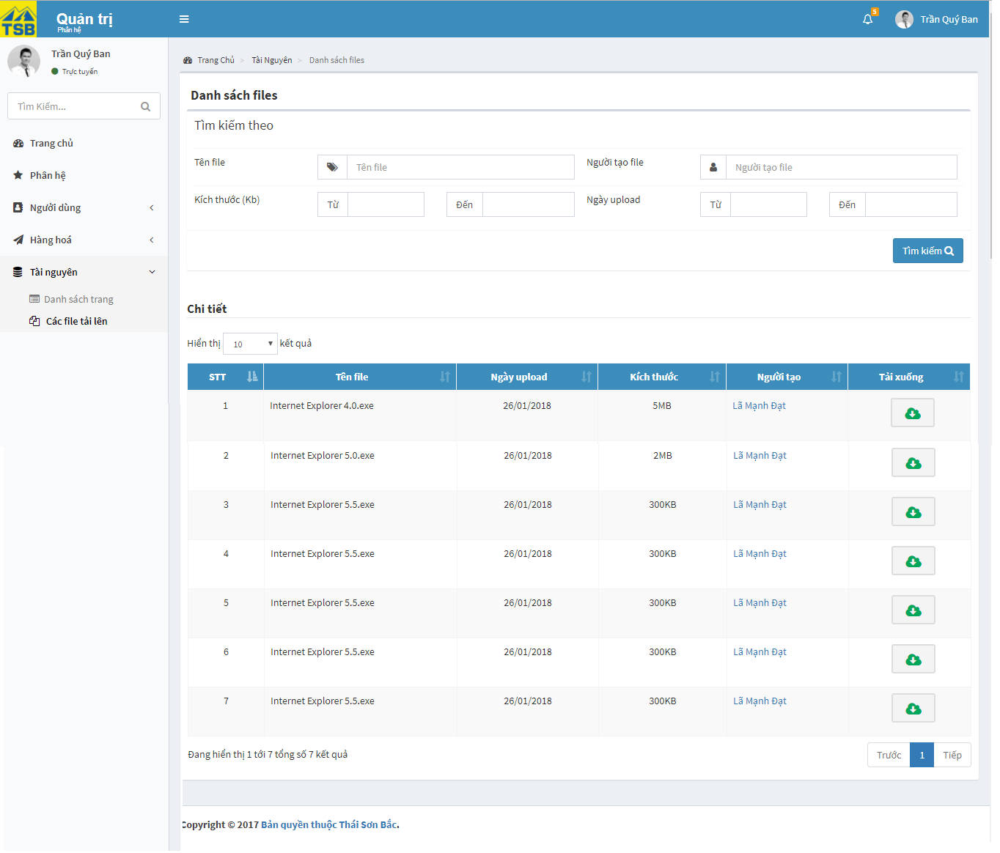 TSB
Quản trị
Phân hệ
5
Trần Quý Ban
Trần Quý Ban
Trực tuyến
Tìm Kiếm...
Trang chủ
Phân hệ
Người dùng
Hàng hoá
Tài nguyên
Danh sách trang
Các file tải lên
Trang Chủ > Tài Nguyên > Danh sách files
Danh sách files
Tìm kiếm theo
Tên file Tên file Người tạo file Người tạo file
Kích thước (Kb) Từ Đến Ngày upload Từ Đến
Tìm kiếm
Chi tiết
Hiển thị 10 kết quả
STT Tên file Ngày upload Kích thước Người tạo Tải xuống
1 Internet Explorer 4.0.exe 26/01/2018 5MB Lã Mạnh Đạt
2 Internet Explorer 5.0.exe 26/01/2018 2MB Lã Mạnh Đạt
3 Internet Explorer 5.5.exe 26/01/2018 300KB Lã Mạnh Đạt
4 Internet Explorer 5.5.exe 26/01/2018 300KB Lã Mạnh Đạt
5 Internet Explorer 5.5.exe 26/01/2018 300KB Lã Mạnh Đạt
6 Internet Explorer 5.5.exe 26/01/2018 300KB Lã Mạnh Đạt
7 Internet Explorer 5.5.exe 26/01/2018 300KB Lã Mạnh Đạt
Đang hiển thị 1 tới 7 tổng số 7 kết quả
Trước 1 Tiếp
Copyright © 2017 Bản quyền thuộc Thái Sơn Bắc.